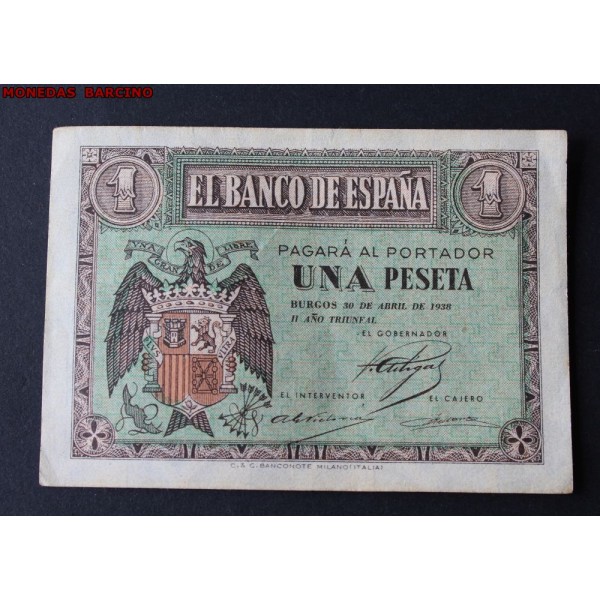 MONEDAS BARCINO
1 1
EL BANCO DE ESPAÑA
UNA GRANDE LIBRE
PAGARÁ AL PORTADOR
UNA PESETA
BURGOS 30 DE ABRIL DE 1938
II AÑO TRIUNFAL
EL GOBERNADOR
EL INTERVENTOR
EL CAJERO
C. & C. BANCONOTE MILANO (ITALIA)